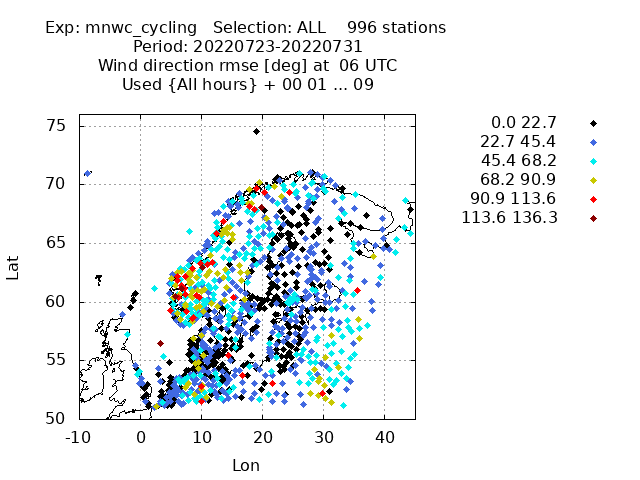 Exp: mnwc_cycling   Selection: ALL    996 stations
Period: 20220723-20220731
Wind direction rmse [deg] at  06 UTC
Used {All hours} + 00 01 ... 09
0.0 22.7
22.7 45.4
45.4 68.2
68.2 90.9
90.9 113.6
113.6 136.3
75
70
65
60
55
50
Lat
-10 0 10 20 30 40
Lon